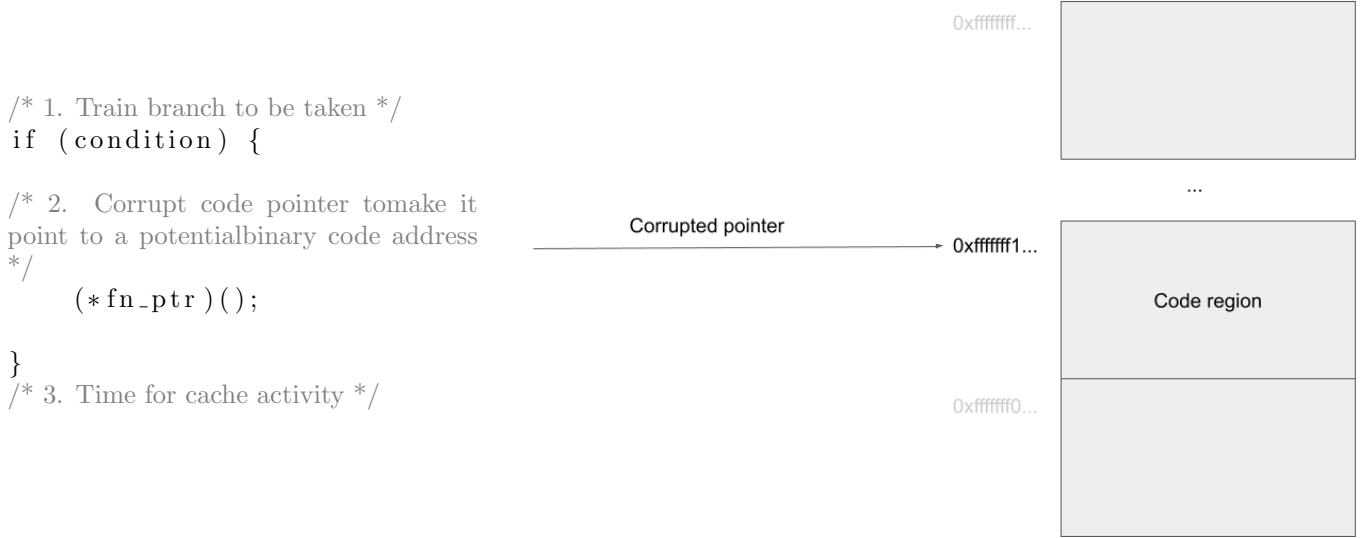 /* 1. Train branch to be taken */
if (condition) {
/* 2. Corrupt code pointer tomake it
point to a potentialbinary code address
*/
(*fn_ptr)();
}
/* 3. Time for cache activity */
Corrupted pointer
0xffffffff...
...
0xfffffff1...
Code region
0xfffffff0...